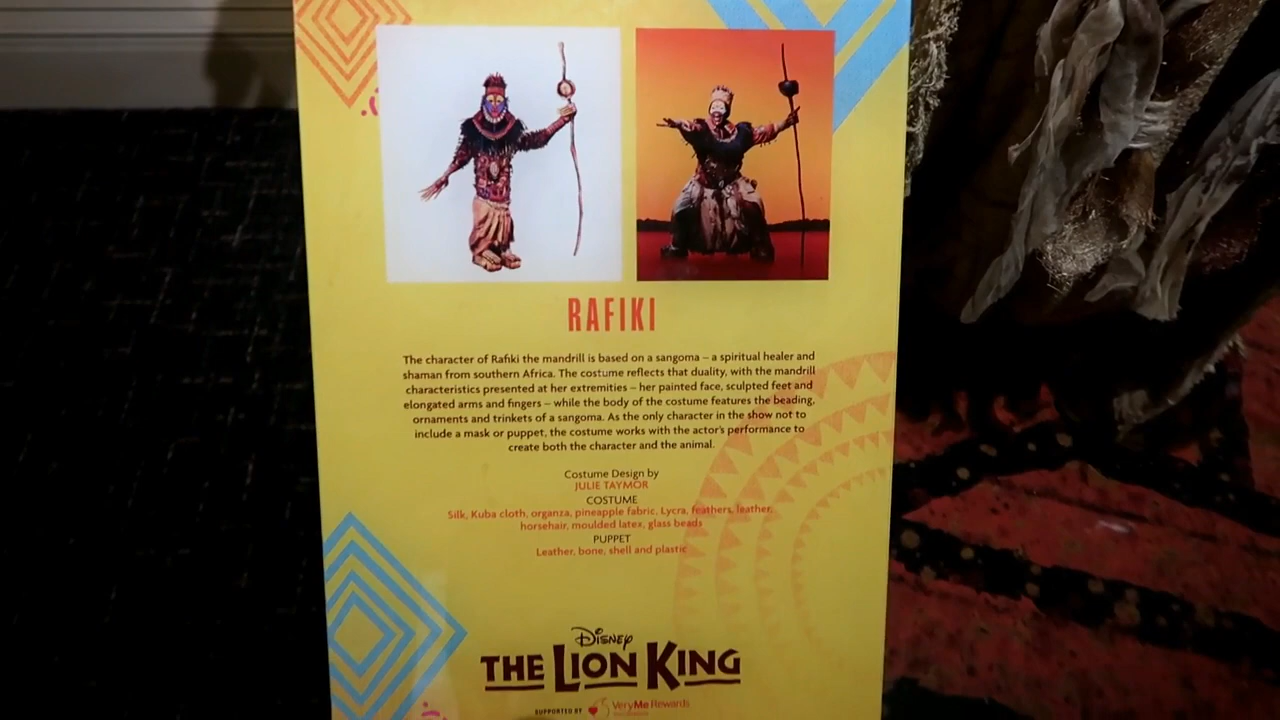 RAFIKI
The character of Rafiki the mandrill is based on a sangoma – a spiritual healer and
shaman from southern Africa. The costume reflects that duality, with the mandrill
characteristics presented at her extremities – her painted face, sculpted feet and
elongated arms and fingers – while the body of the costume features the beading,
ornaments and trinkets of a sangoma. As the only character in the show not to
include a mask or puppet, the costume works with the actor's performance to
create both the character and the animal.
Costume Design by
JULIE TAYMOR
COSTUME
Silk, Kuba cloth, organza, pineapple fabric, Lycra, feathers, leather,
horsehair, moulded latex, glass beads
PUPPET
Leather, bone, shell and plastic
Disney
THE LION KING
SUPPORTED BY VeryMe Rewards